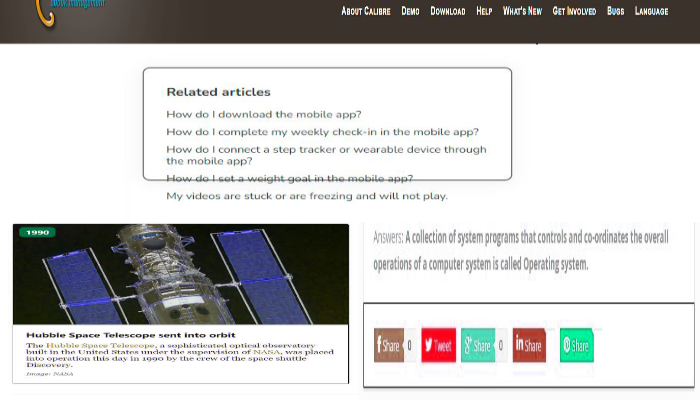 ebook management
About Calibre Demo Download Help What's New Get Involved Bugs Language
Related articles
How do I download the mobile app?
How do I complete my weekly check-in in the mobile app?
How do I connect a step tracker or wearable device through
the mobile app?
How do I set a weight goal in the mobile app?
My videos are stuck or are freezing and will not play.
1990
Hubble Space Telescope sent into orbit
The Hubble Space Telescope, a sophisticated optical observatory
built in the United States under the supervision of NASA, was placed
into operation this day in 1990 by the crew of the space shuttle
Discovery.
Image: NASA
Answers: A collection of system programs that controls and co-ordinates the overall
operations of a computer system is called Operating system.
f Share 0
Tweet
g+ Share 0
in Share
Share